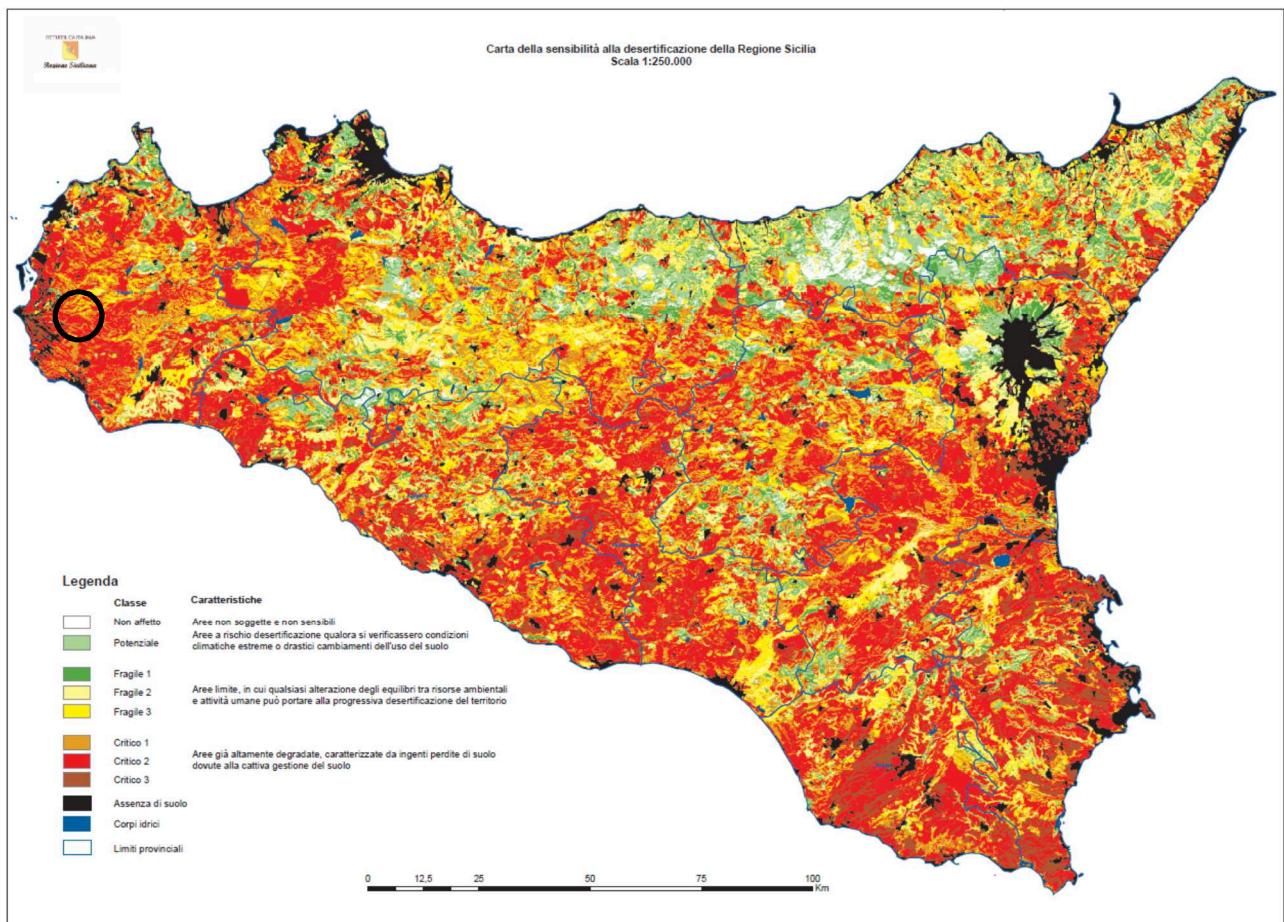 Regione Siciliana
Carta della sensibilità alla desertificazione della Regione Sicilia
Scala 1:250.000
Legenda
Classe Caratteristiche
Non affetto Aree non soggette e non sensibili
Potenziale Aree a rischio desertificazione qualora si verificassero condizioni
climatiche estreme o drastici cambiamenti dell'uso del suolo
Fragile 1
Fragile 2 Aree limite, in cui qualsiasi alterazione degli equilibri tra risorse ambientali
Fragile 3 e attività umane può portare alla progressiva desertificazione del territorio
Critico 1
Critico 2 Aree già altamente degradate, caratterizzate da ingenti perdite di suolo
dovute alla cattiva gestione del suolo
Critico 3
Assenza di suolo
Corpi idrici
Limiti provinciali
0 12,5 25 50 75 100
Km